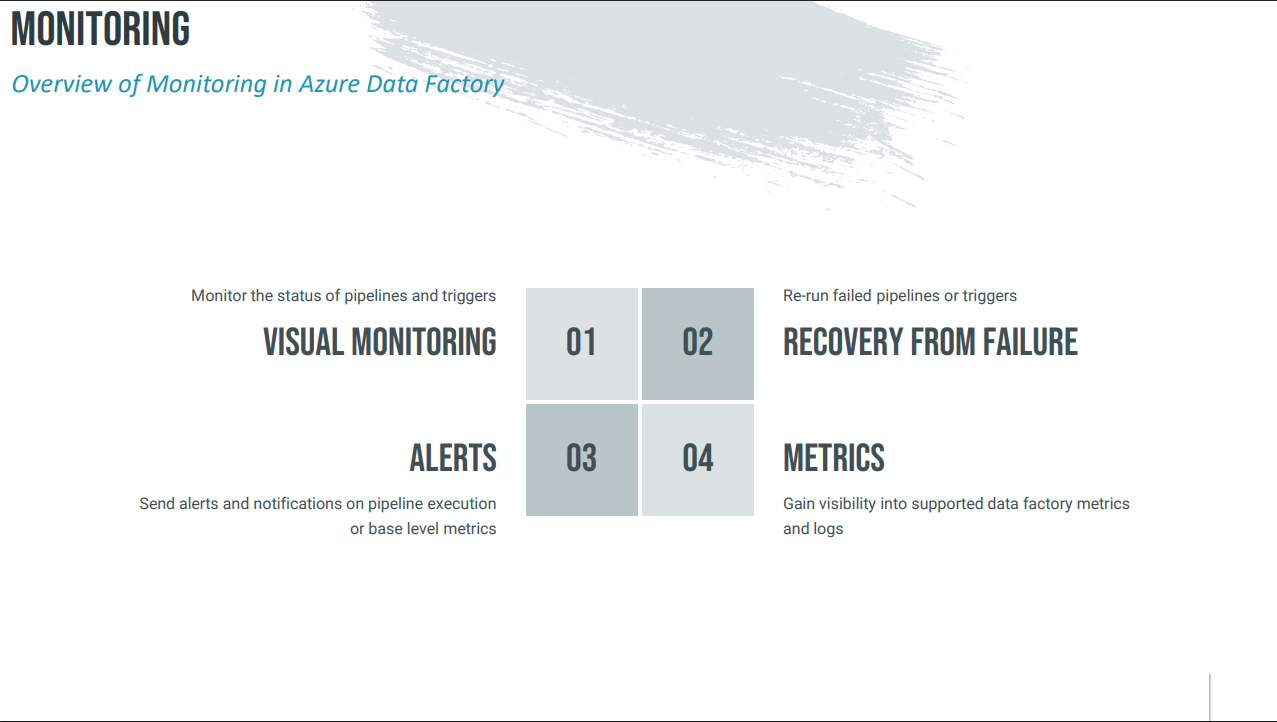 MONITORING
Overview of Monitoring in Azure Data Factory
Monitor the status of pipelines and triggers
VISUAL MONITORING
01
02
Re-run failed pipelines or triggers
RECOVERY FROM FAILURE
ALERTS
Send alerts and notifications on pipeline execution
or base level metrics
03
04
METRICS
Gain visibility into supported data factory metrics
and logs